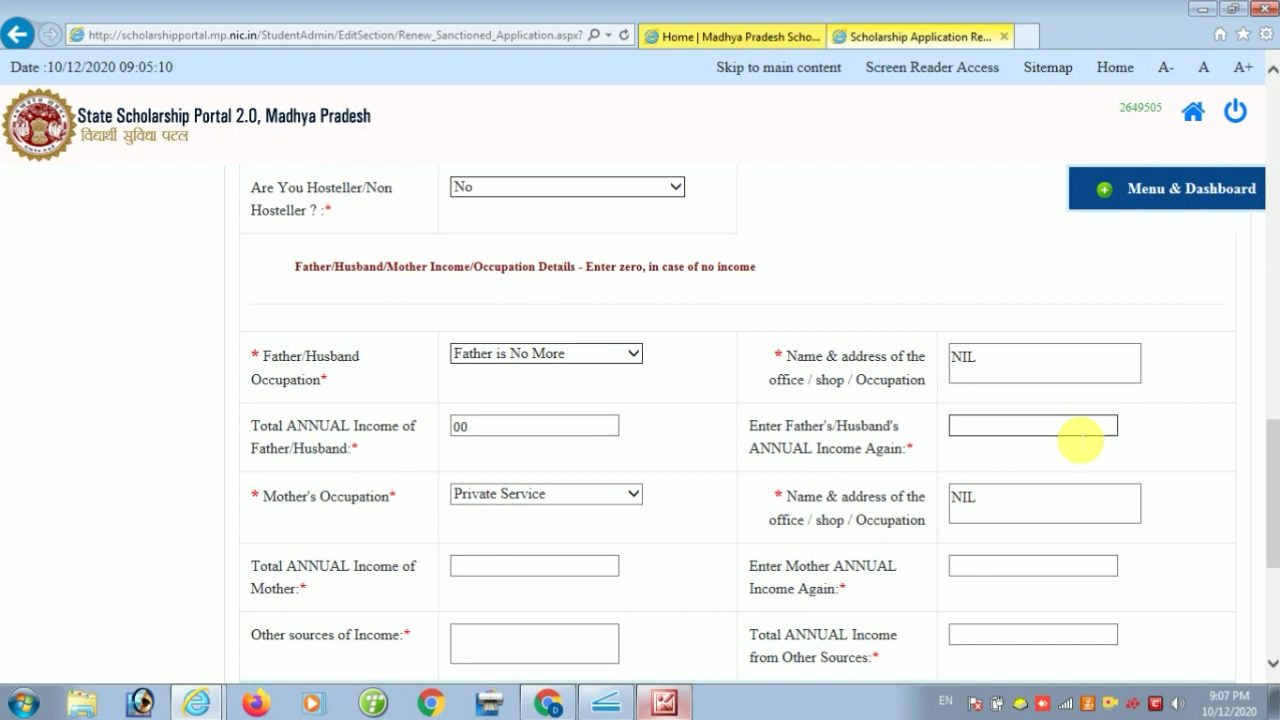 http://scholarshipportal.mp.nic.in/StudentAdmin/EditSection/Renew_Sanctioned_Application.aspx?
Home | Madhya Pradesh Scho...
Scholarship Application Re...
Date :10/12/2020 09:05:10
Skip to main content
Screen Reader Access
Sitemap
Home
A-
A
A+
State Scholarship Portal 2.0, Madhya Pradesh
विद्यार्थी सुविधा पटल
2649505
Menu & Dashboard
Are You Hosteller/Non
Hosteller ? :*
No
Father/Husband/Mother Income/Occupation Details - Enter zero, in case of no income
* Father/Husband
Occupation*
Father is No More
* Name & address of the
office / shop / Occupation
NIL
Total ANNUAL Income of
Father/Husband:*
00
Enter Father's/Husband's
ANNUAL Income Again:*
* Mother's Occupation*
Private Service
* Name & address of the
office / shop / Occupation
NIL
Total ANNUAL Income of
Mother:*
Enter Mother ANNUAL
Income Again:*
Other sources of Income:*
Total ANNUAL Income
from Other Sources:*
EN
9:07 PM
10/12/2020